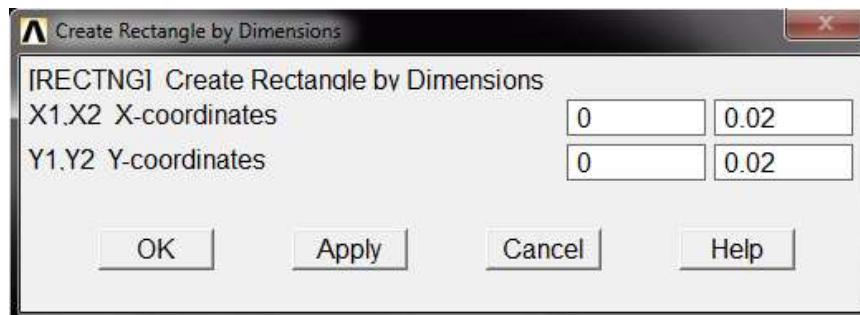 Create Rectangle by Dimensions
[RECTNG] Create Rectangle by Dimensions
X1,X2 X-coordinates 0 0.02
Y1,Y2 Y-coordinates 0 0.02
OK Apply Cancel Help